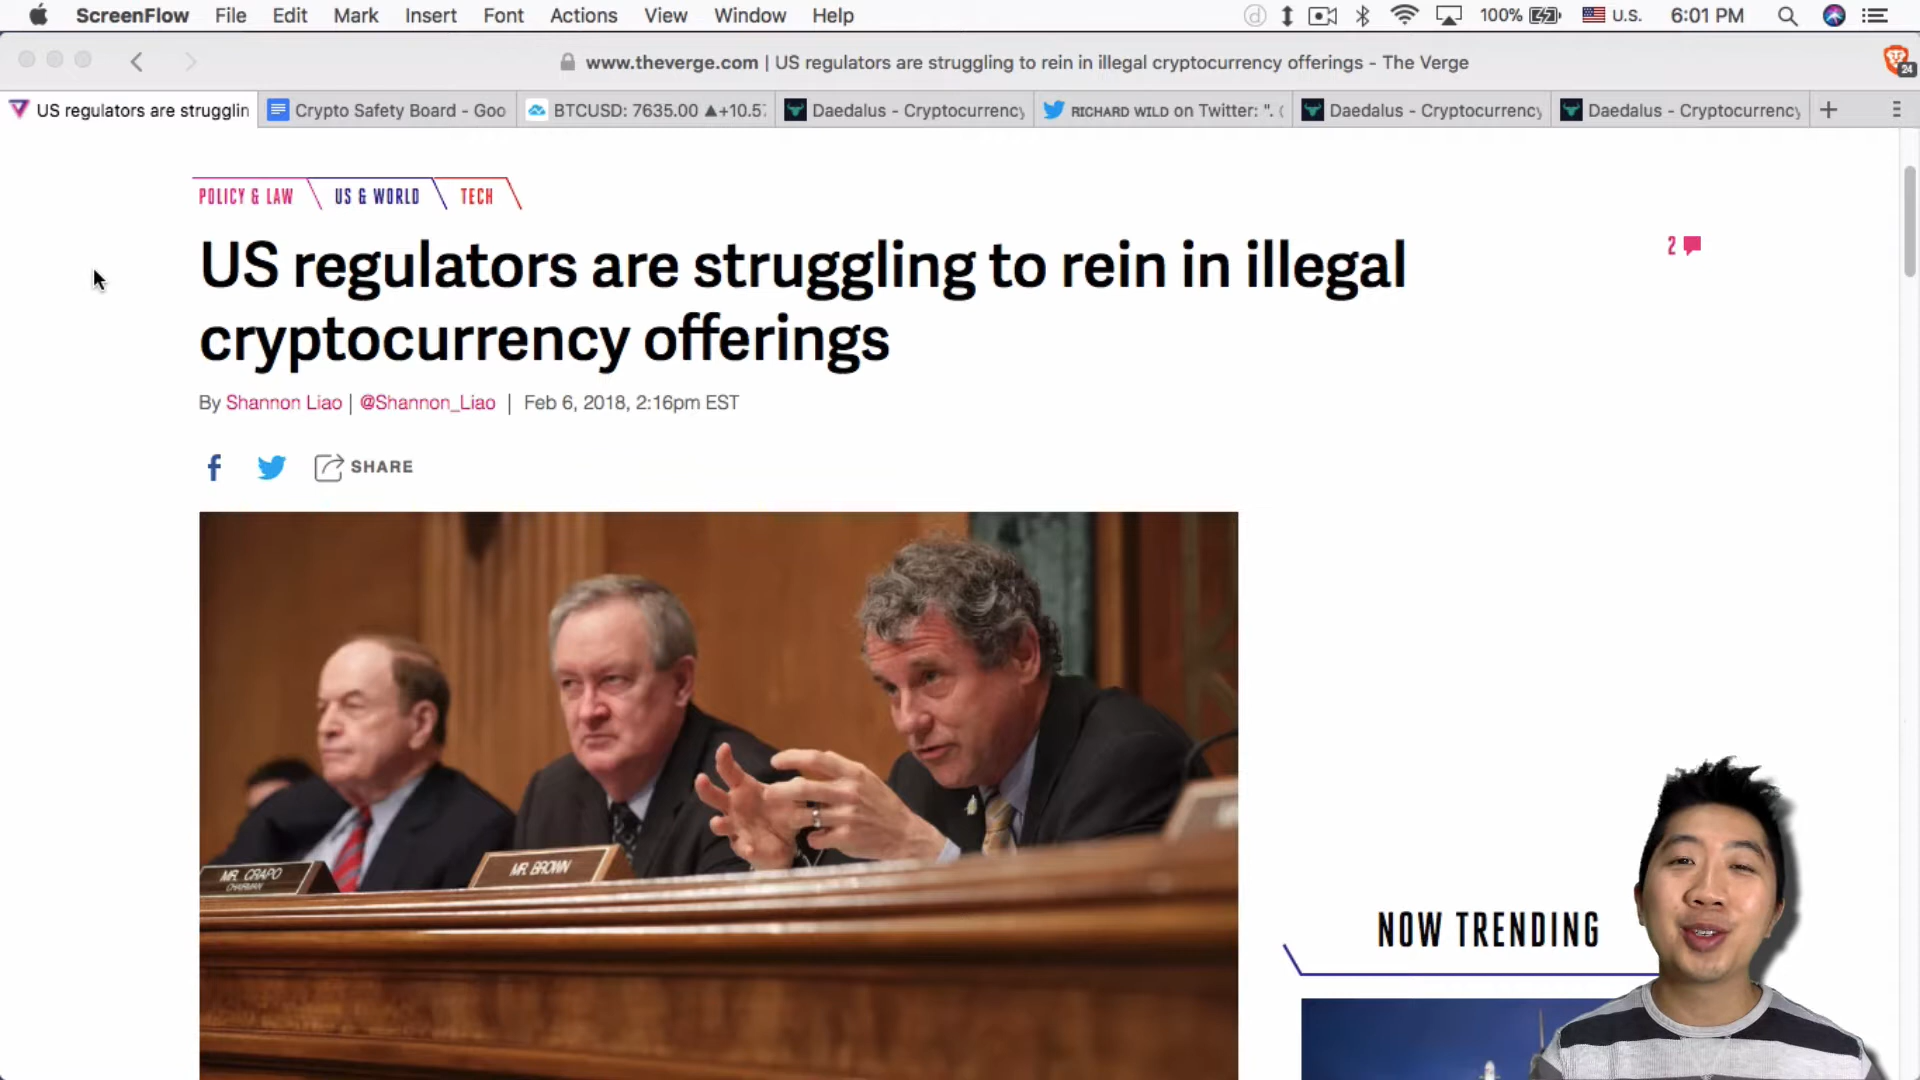 ScreenFlow File Edit Mark Insert Font Actions View Window Help 100% U.S. 6:01 PM
www.theverge.com | US regulators are struggling to rein in illegal cryptocurrency offerings - The Verge
24
US regulators are strugglin Crypto Safety Board - Goo BTCUSD: 7635.00 ▲+10.5 Daedalus - Cryptocurrency RICHARD WILD on Twitter: ". ( Daedalus - Cryptocurrency Daedalus - Cryptocurrency
POLICY & LAW US & WORLD TECH
US regulators are struggling to rein in illegal
cryptocurrency offerings
2
By Shannon Liao | @Shannon_Liao | Feb 6, 2018, 2:16pm EST
SHARE
MR. CRAPO
CHAIRMAN
MR. BROWN
NOW TRENDING